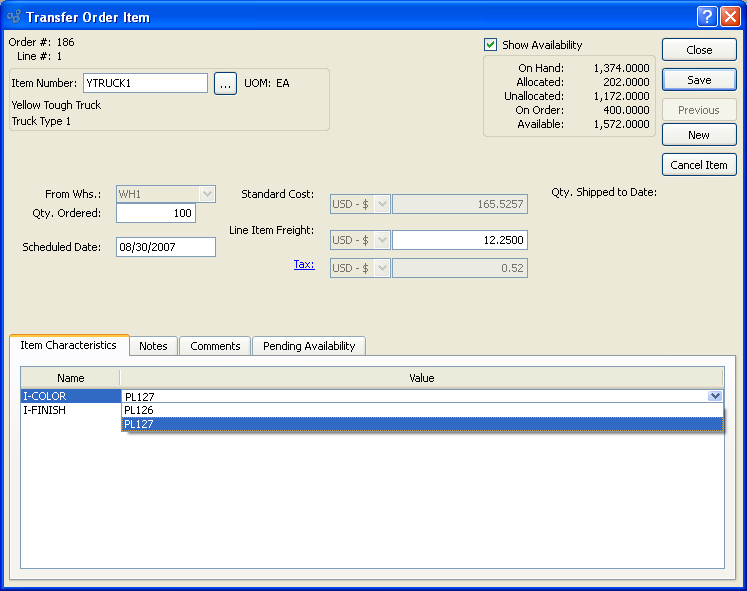 Transfer Order Item
Order #: 186
Line #: 1
Item Number: YTRUCK1 ... UOM: EA
Yellow Tough Truck
Truck Type 1
Show Availability
On Hand: 1,374.0000
Allocated: 202.0000
Unallocated: 1,172.0000
On Order: 400.0000
Available: 1,572.0000
Close
Save
Previous
New
Cancel Item
From Whs.: WH1
Qty. Ordered: 100
Scheduled Date: 08/30/2007
Standard Cost: USD - $ 165.5257
Line Item Freight: USD - $ 12.2500
Tax: USD - $ 0.52
Qty. Shipped to Date:
Item Characteristics Notes Comments Pending Availability
Name Value
I-COLOR PL127
I-FINISH PL126
PL127